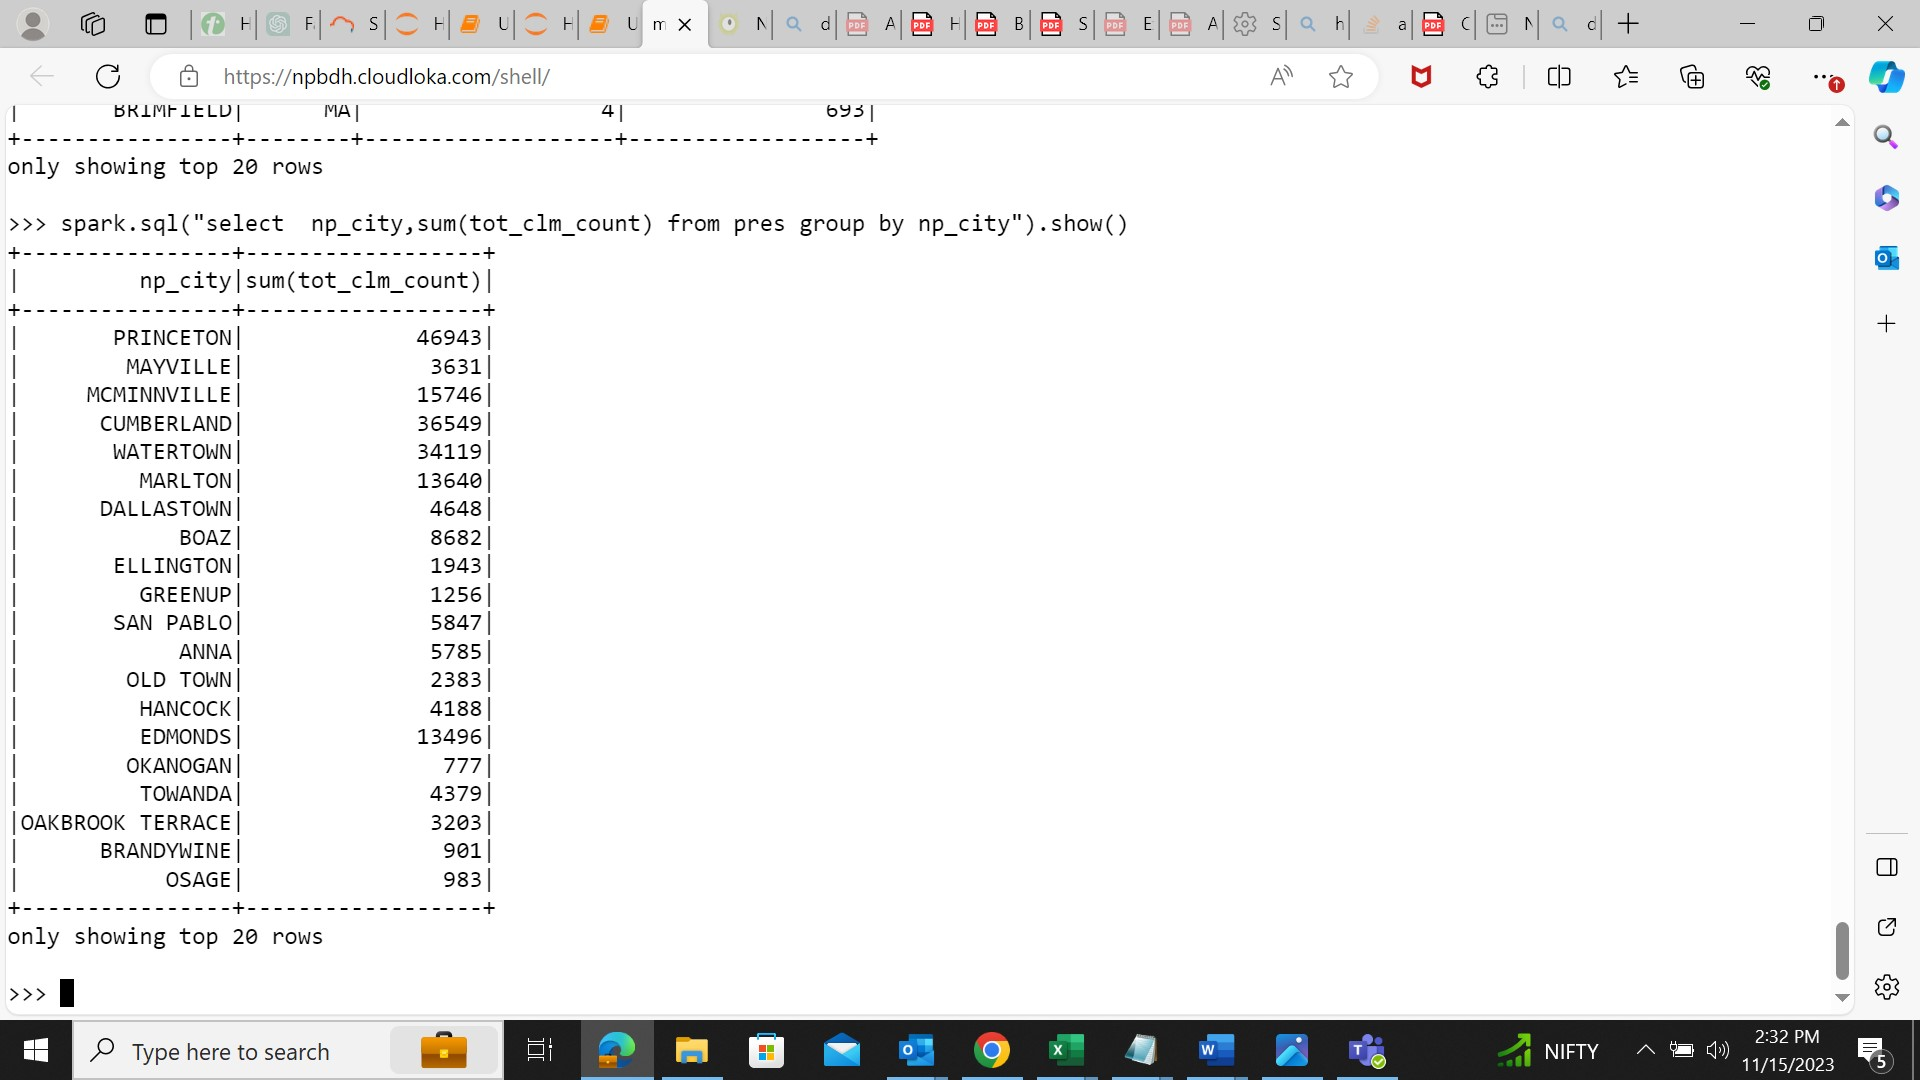 H F S H U H U m N d A H B S E A S h a C N d
https://npbdh.cloudloka.com/shell/
| BRIMFIELD| MA| 4| 693|
+----------------+--------+-------------------+------------------+
only showing top 20 rows
>>> spark.sql("select  np_city,sum(tot_clm_count) from pres group by np_city").show()
+----------------+------------------+
| np_city|sum(tot_clm_count)|
+----------------+------------------+
| PRINCETON| 46943|
| MAYVILLE| 3631|
| MCMINNVILLE| 15746|
| CUMBERLAND| 36549|
| WATERTOWN| 34119|
| MARLTON| 13640|
| DALLASTOWN| 4648|
| BOAZ| 8682|
| ELLINGTON| 1943|
| GREENUP| 1256|
| SAN PABLO| 5847|
| ANNA| 5785|
| OLD TOWN| 2383|
| HANCOCK| 4188|
| EDMONDS| 13496|
| OKANOGAN| 777|
| TOWANDA| 4379|
|OAKBROOK TERRACE| 3203|
| BRANDYWINE| 901|
| OSAGE| 983|
+----------------+------------------+
only showing top 20 rows
>>>
Type here to search
NIFTY
2:32 PM
11/15/2023
5